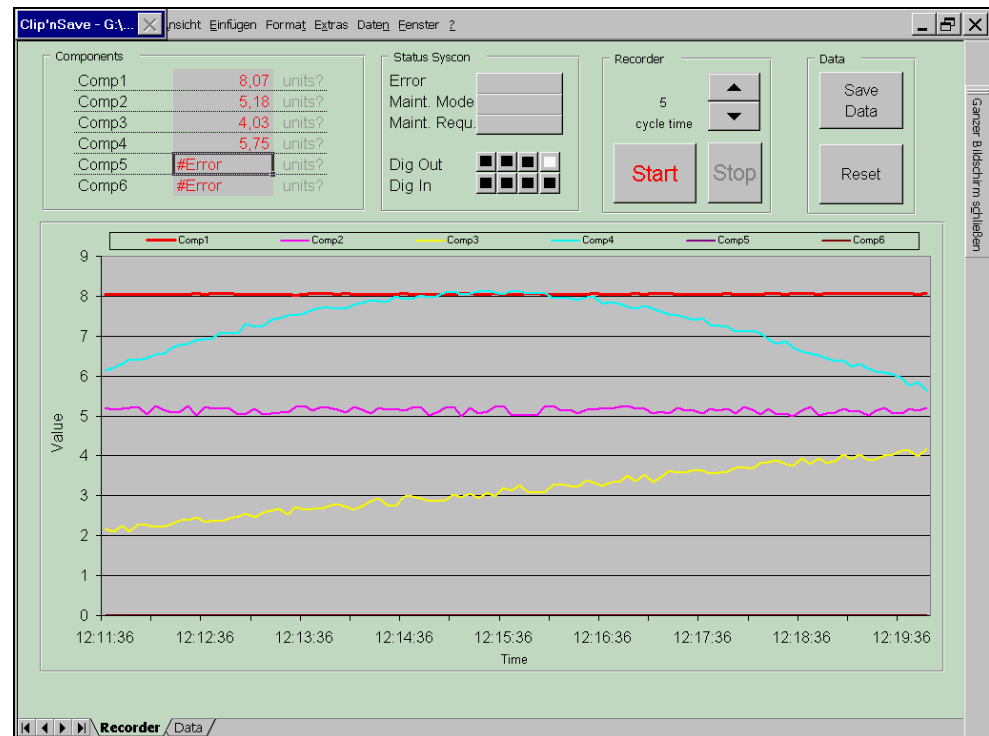 Clip'nSave - G:\... nsicht Einfügen Format Extras Daten Fenster ?
Components
Comp1 8,07 units?
Comp2 5,18 units?
Comp3 4,03 units?
Comp4 5,75 units?
Comp5 #Error units?
Comp6 #Error units?
Status Syscon
Error
Maint. Mode
Maint. Requ.
Dig Out
Dig In
Recorder
5
cycle time
Start Stop
Data
Save
Data
Reset
Ganzer Bildschirm schließen
Comp1 Comp2 Comp3 Comp4 Comp5 Comp6
9
8
7
6
5
4
3
2
1
0
Value
12:11:36 12:12:36 12:13:36 12:14:36 12:15:36 12:16:36 12:17:36 12:18:36 12:19:36
Time
Recorder Data